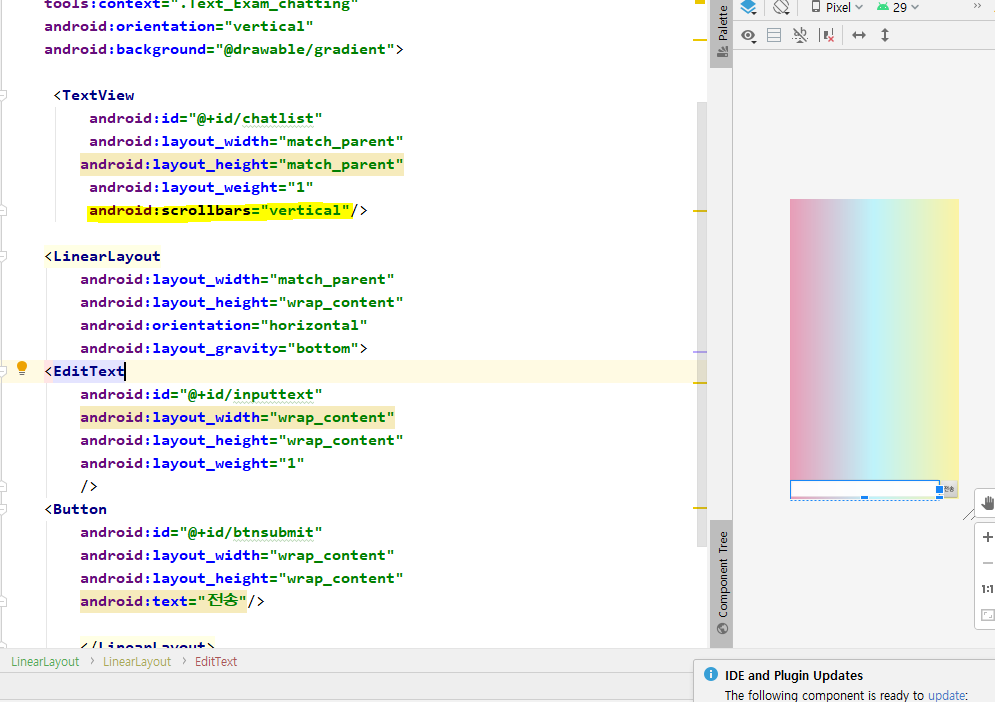 tools:context=".Text_Exam_chatting"
android:orientation="vertical"
android:background="@drawable/gradient">
<TextView
android:id="@+id/chatlist"
android:layout_width="match_parent"
android:layout_height="match_parent"
android:layout_weight="1"
android:scrollbars="vertical"/>
<LinearLayout
android:layout_width="match_parent"
android:layout_height="wrap_content"
android:orientation="horizontal"
android:layout_gravity="bottom">
<EditText
android:id="@+id/inputtext"
android:layout_width="wrap_content"
android:layout_height="wrap_content"
android:layout_weight="1"
/>
<Button
android:id="@+id/btnsubmit"
android:layout_width="wrap_content"
android:layout_height="wrap_content"
android:text="전송"/>
</LinearLayout>
LinearLayout > LinearLayout > EditText
Palette
Component Tree
Pixel
29
전송
1:1
IDE and Plugin Updates
The following component is ready to update: